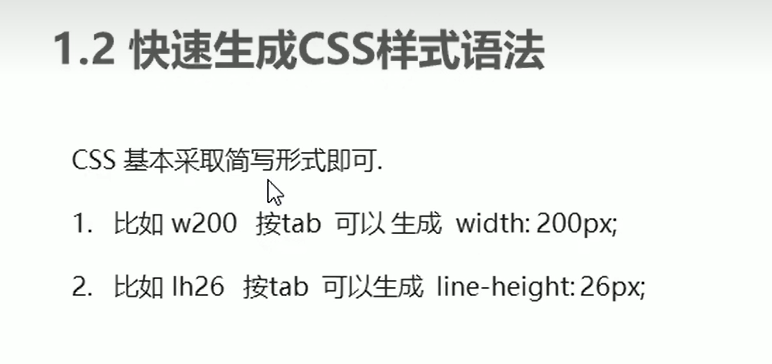 1.2 快速生成CSS样式语法
CSS 基本采取简写形式即可.
1. 比如 w200 按tab 可以 生成 width: 200px;
2. 比如 lh26 按tab 可以生成 line-height: 26px;